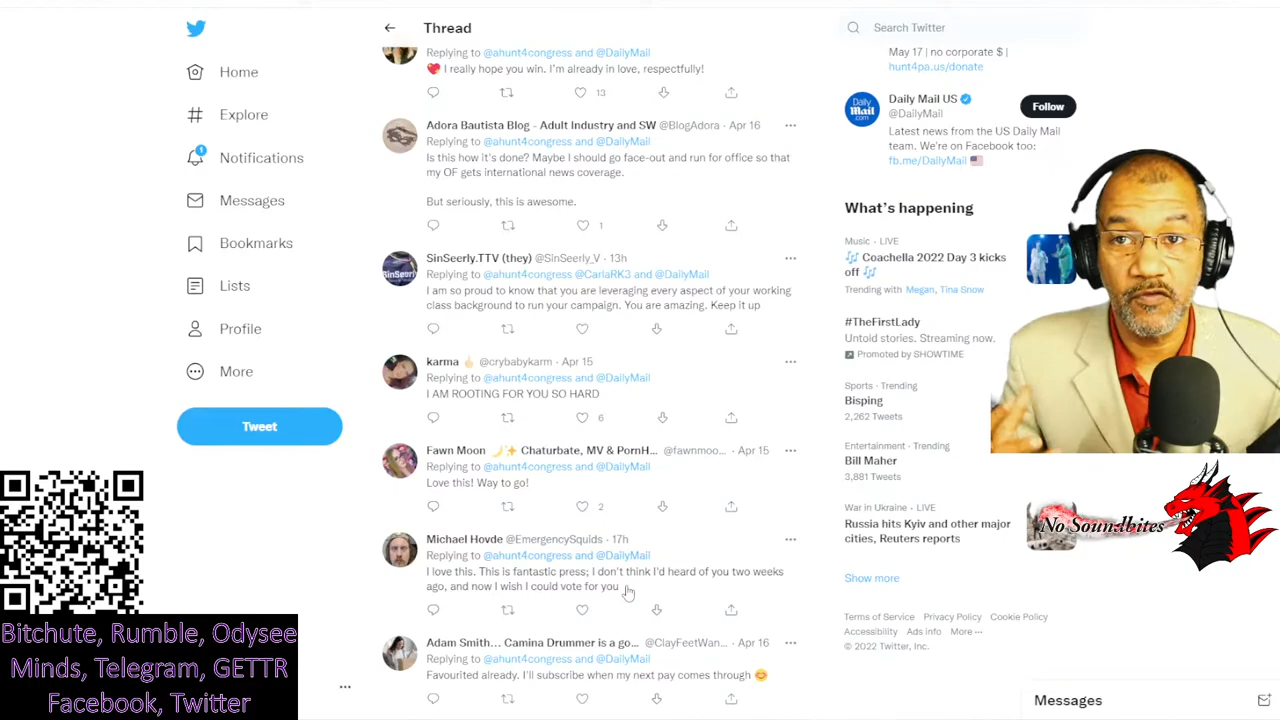 Home
Explore
1
Notifications
Messages
Bookmarks
Lists
Profile
More
Tweet
Bitchute, Rumble, Odysee
Minds, Telegram, GETTR
Facebook, Twitter
Thread
Replying to @ahunt4congress and @DailyMail
❤️ I really hope you win. I'm already in love, respectfully!
13
Adora Bautista Blog - Adult Industry and SW @BlogAdora · Apr 16
Replying to @ahunt4congress and @DailyMail
Is this how it's done? Maybe I should go face-out and run for office so that
my OF gets international news coverage.
But seriously, this is awesome.
1
SinSeerly.TTV (they) @SinSeerly_V · 13h
Replying to @ahunt4congress @CarlaRK3 and @DailyMail
I am so proud to know that you are leveraging every aspect of your working
class background to run your campaign. You are amazing. Keep it up
karma 🖕🏻 @crybabykarm · Apr 15
Replying to @ahunt4congress and @DailyMail
I AM ROOTING FOR YOU SO HARD
6
Fawn Moon 🌙✨ Chaturbate, MV & PornH... @fawnmoo... · Apr 15
Replying to @ahunt4congress and @DailyMail
Love this! Way to go!
2
Michael Hovde @EmergencySquids · 17h
Replying to @ahunt4congress and @DailyMail
I love this. This is fantastic press; I don't think I'd heard of you two weeks
ago, and now I wish I could vote for you
Adam Smith... Camina Drummer is a go... @ClayFeetWan... · Apr 16
Replying to @ahunt4congress and @DailyMail
Favourited already. I'll subscribe when my next pay comes through 😊
Search Twitter
May 17 | no corporate $ |
hunt4pa.us/donate
Daily Mail US
@DailyMail
Follow
Latest news from the US Daily Mail
team. We're on Facebook too:
fb.me/DailyMail 🇺🇸
What's happening
Music · LIVE
🎶 Coachella 2022 Day 3 kicks
off 🎶
Trending with Megan, Tina Snow
#TheFirstLady
Untold stories. Streaming now.
Promoted by SHOWTIME
Sports · Trending
Bisping
2,262 Tweets
Entertainment · Trending
Bill Maher
3,881 Tweets
War in Ukraine · LIVE
Russia hits Kyiv and other major
cities, Reuters reports
No Soundbites
Show more
Terms of Service Privacy Policy Cookie Policy
Accessibility Ads info More ···
© 2022 Twitter, Inc.
Messages